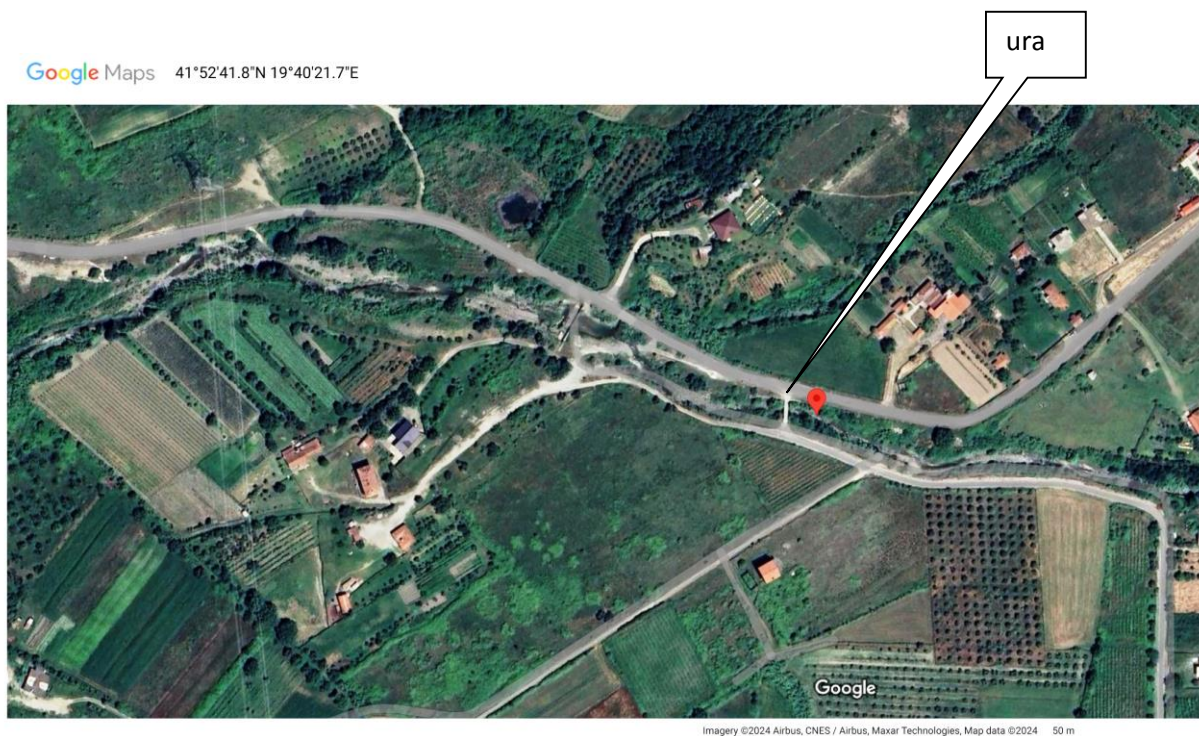 ura
Google Maps 41°52'41.8"N 19°40'21.7"E
Google
Imagery ©2024 Airbus, CNES / Airbus, Maxar Technologies, Map data ©2024 50 m